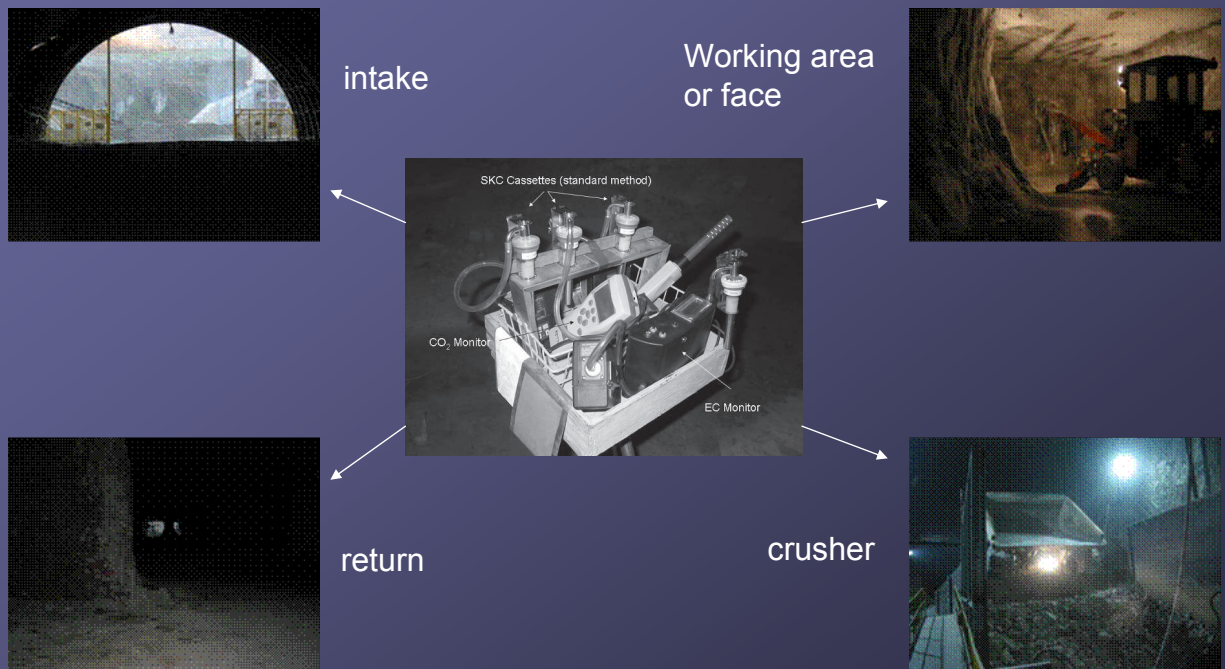 intake
Working area
or face
SKC Cassettes (standard method)
CO₂ Monitor
EC Monitor
return
crusher